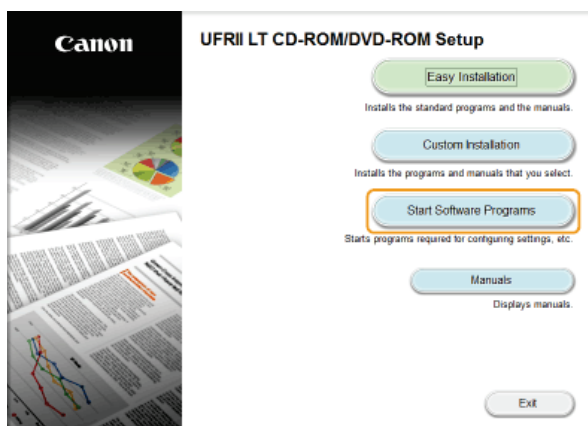 Canon
UFRII LT CD-ROM/DVD-ROM Setup
Easy Installation
Installs the standard programs and the manuals.
Custom Installation
Installs the programs and manuals that you select.
Start Software Programs
Starts programs required for configuring settings, etc.
Manuals
Displays manuals.
Exit